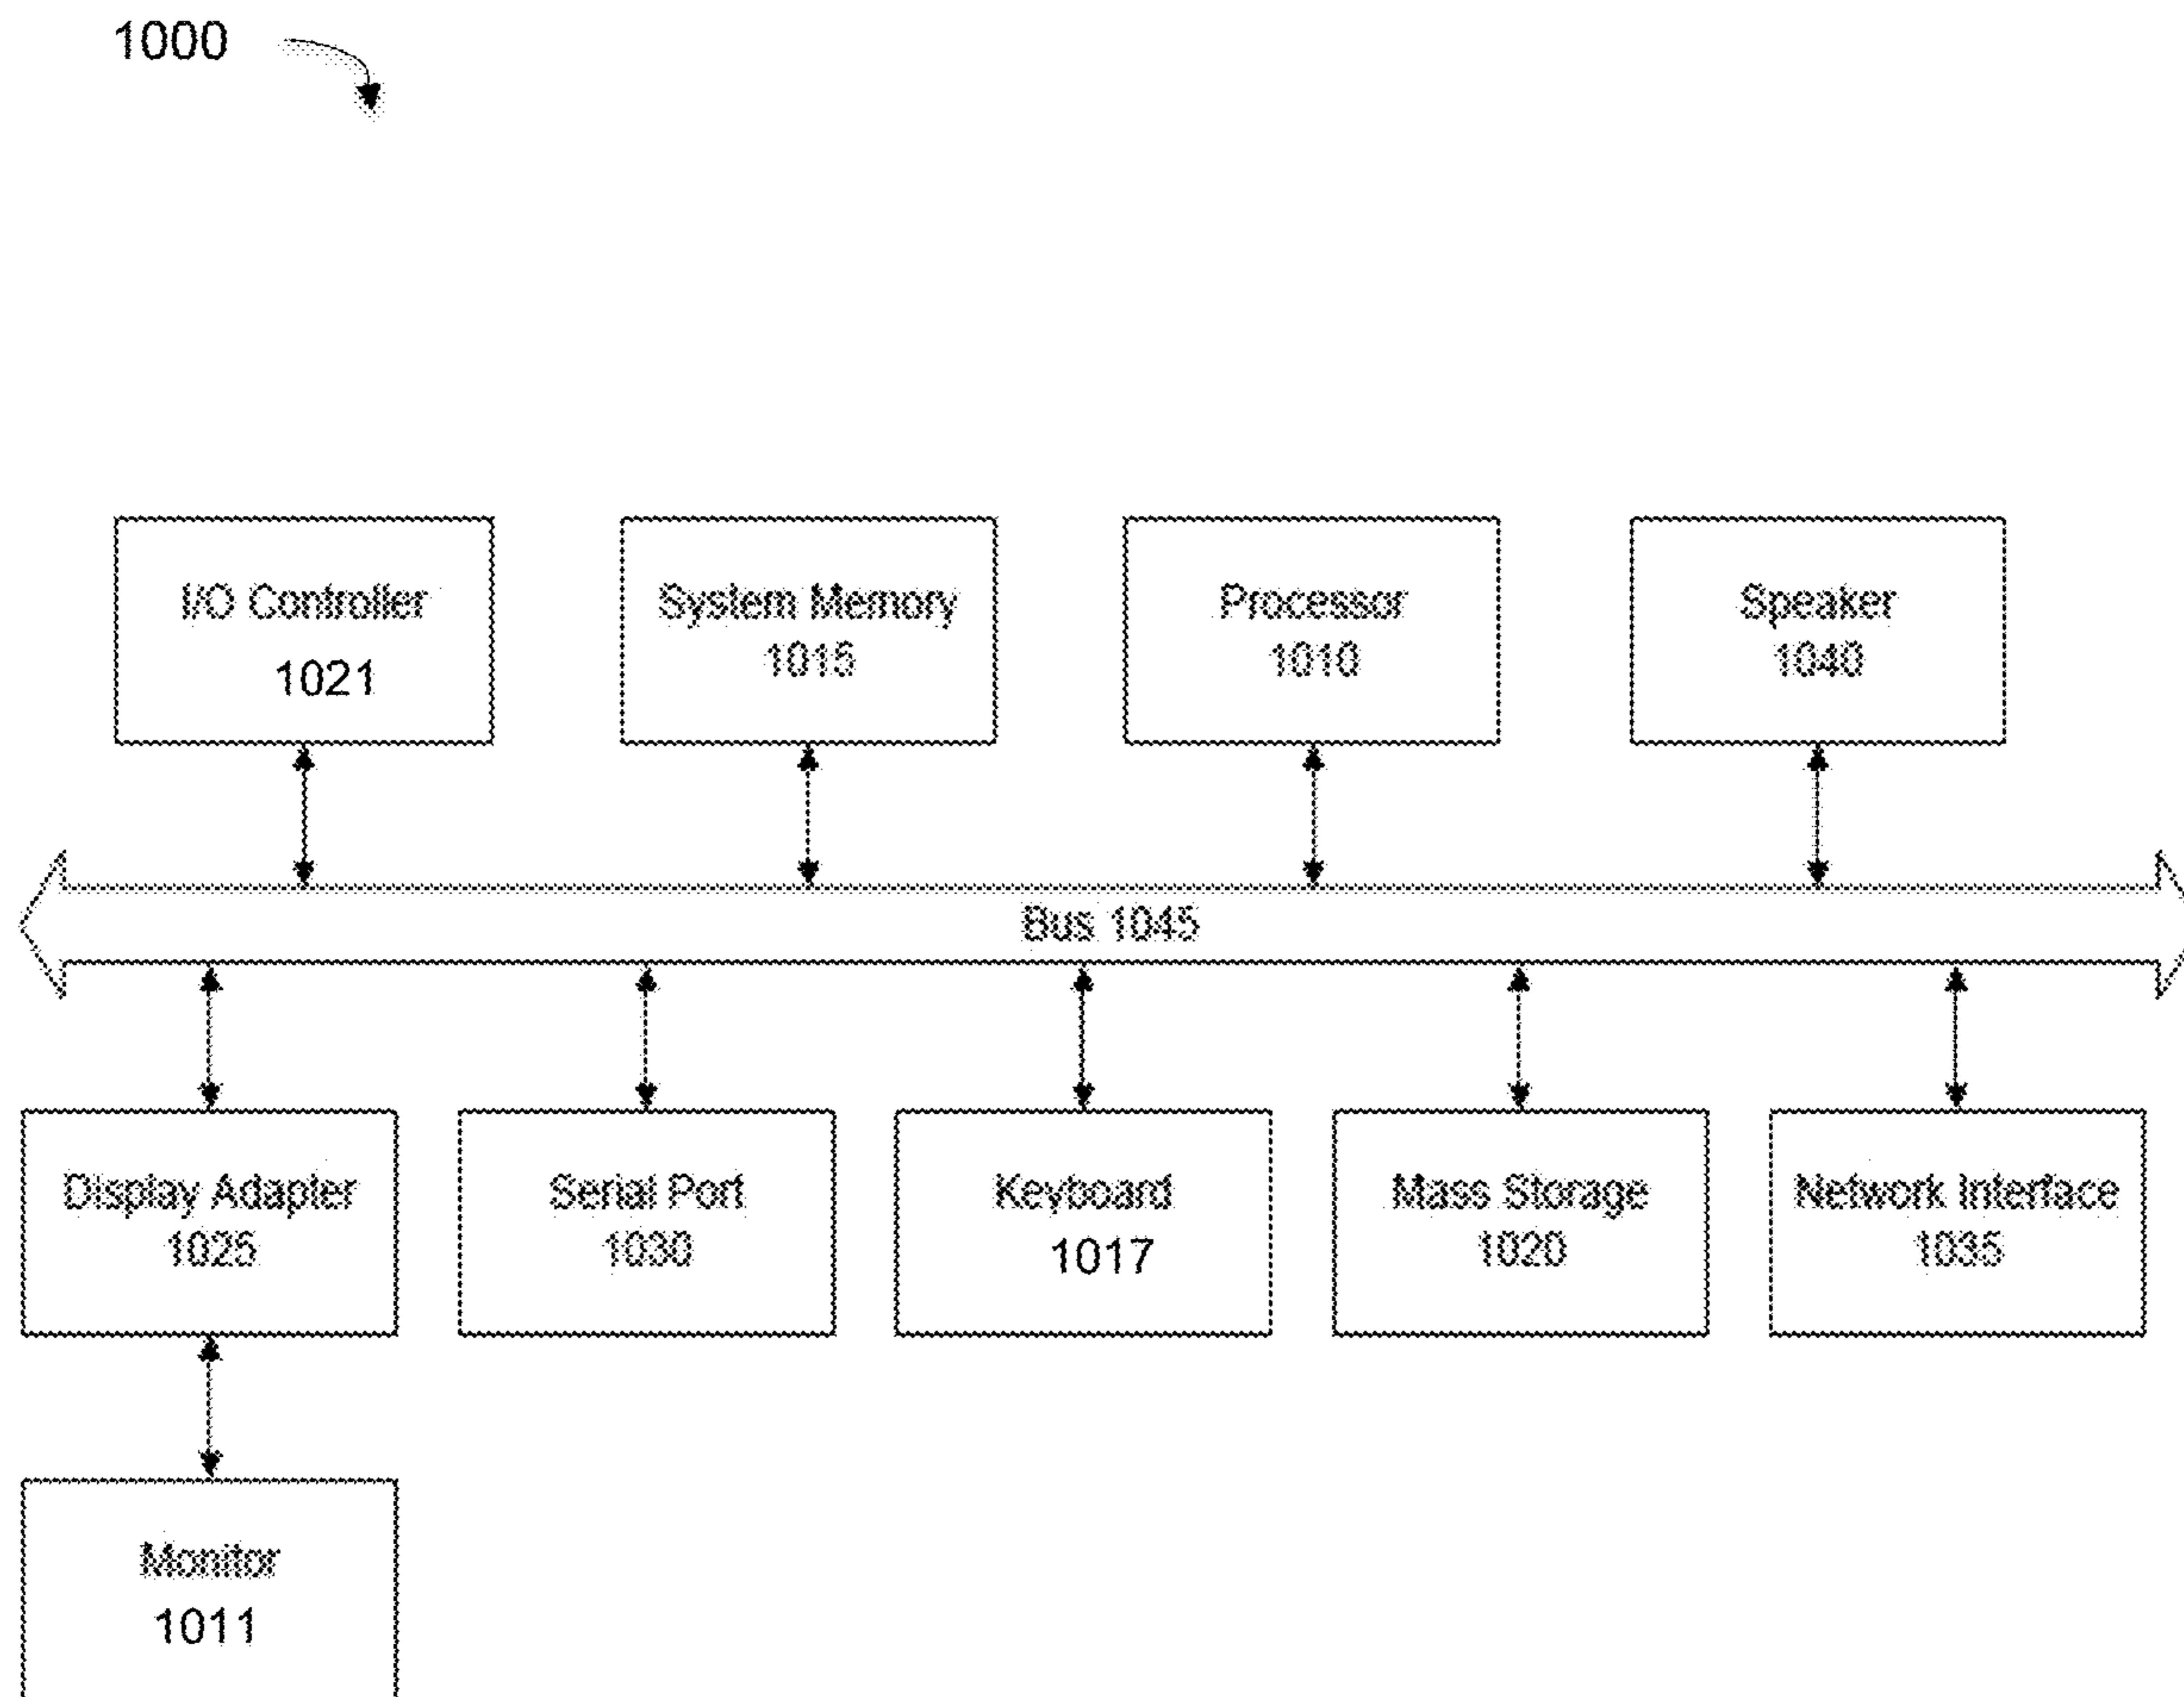 1000
I/O Controller
1021
System Memory
1015
Processor
1010
Speaker
1040
Bus 1045
Display Adapter
1025
Serial Port
1030
Keyboard
1017
Mass Storage
1020
Network Interface
1035
Monitor
1011